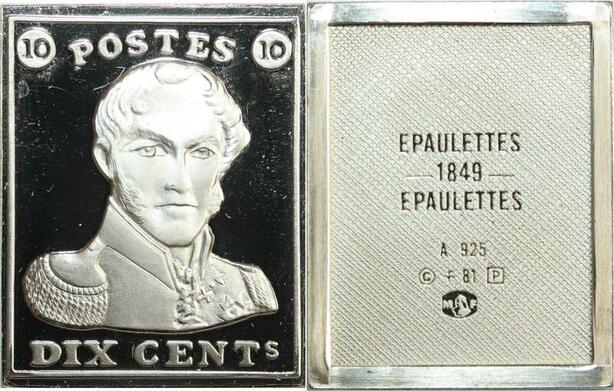 10 POSTES 10
DIX CENTS
EPAULETTES
1849
EPAULETTES
A 925
© F 81 P